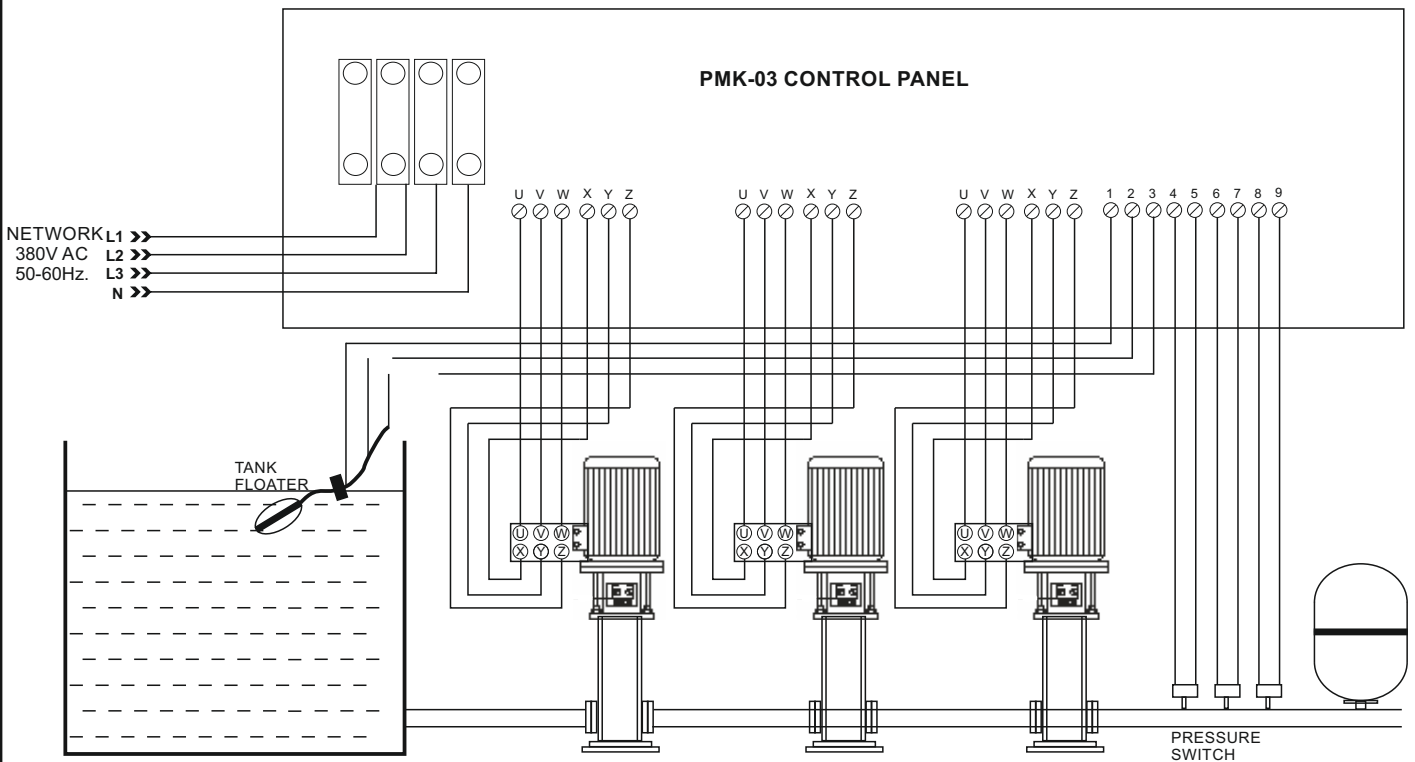 PMK-03 CONTROL PANEL
U V W X Y Z
U V W X Y Z
U V W X Y Z
1 2 3 4 5 6 7 8 9
NETWORK L1
380V AC L2
50-60Hz. L3
N
TANK
FLOATER
U V W
X Y Z
U V W
X Y Z
U V W
X Y Z
PRESSURE
SWITCH